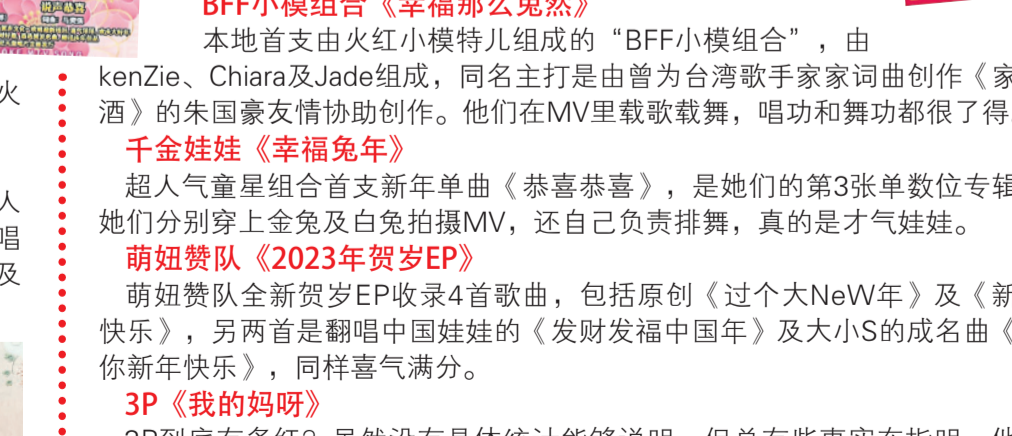 悦声恭喜
BFF小模组合《幸福那么兔然》
本地首支由火红小模特儿组成的“BFF小模组合”，由
kenZie、Chiara及Jade组成，同名主打是由曾为台湾歌手家家词曲创作《家
酒》的朱国豪友情协助创作。他们在MV里载歌载舞，唱功和舞功都很了得
千金娃娃《幸福兔年》
超人气童星组合首支新年单曲《恭喜恭喜》，是她们的第3张单数位专辑
她们分别穿上金兔及白兔拍摄MV，还自己负责排舞，真的是才气娃娃。
萌妞赞队《2023年贺岁EP》
萌妞赞队全新贺岁EP收录4首歌曲，包括原创《过个大NeW年》及《新
快乐》，另两首是翻唱中国娃娃的《发财发福中国年》及大小S的成名曲《
你新年快乐》，同样喜气满分。
3P《我的妈呀》
火
人
唱
及